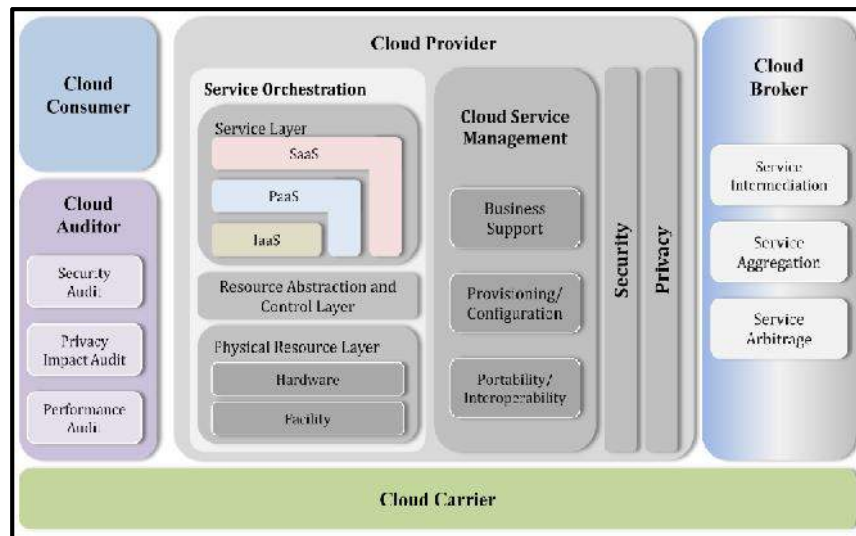 Cloud Provider
Cloud
Consumer
Cloud
Auditor
Security
Audit
Privacy
Impact Audit
Performance
Audit
Service Orchestration
Service Layer
SaaS
PaaS
IaaS
Resource Abstraction and
Control Layer
Physical Resource Layer
Hardware
Facility
Cloud Service
Management
Business
Support
Provisioning/
Configuration
Portability/
Interoperability
Security
Privacy
Cloud
Broker
Service
Intermediation
Service
Aggregation
Service
Arbitrage
Cloud Carrier